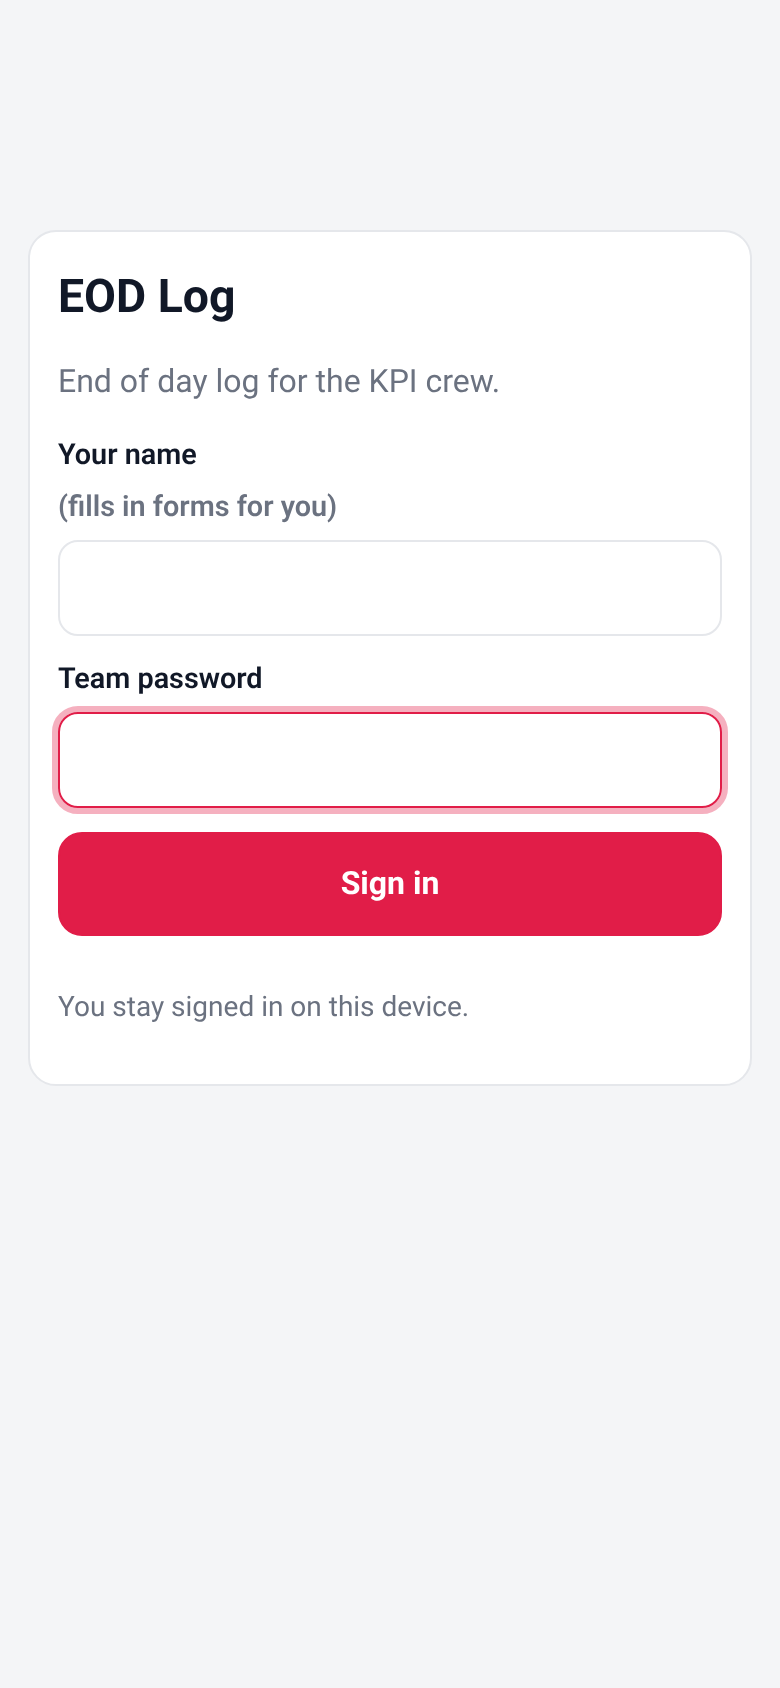 EOD Log
End of day log for the KPI crew.
Your name
(fills in forms for you)
Team password
Sign in
You stay signed in on this device.